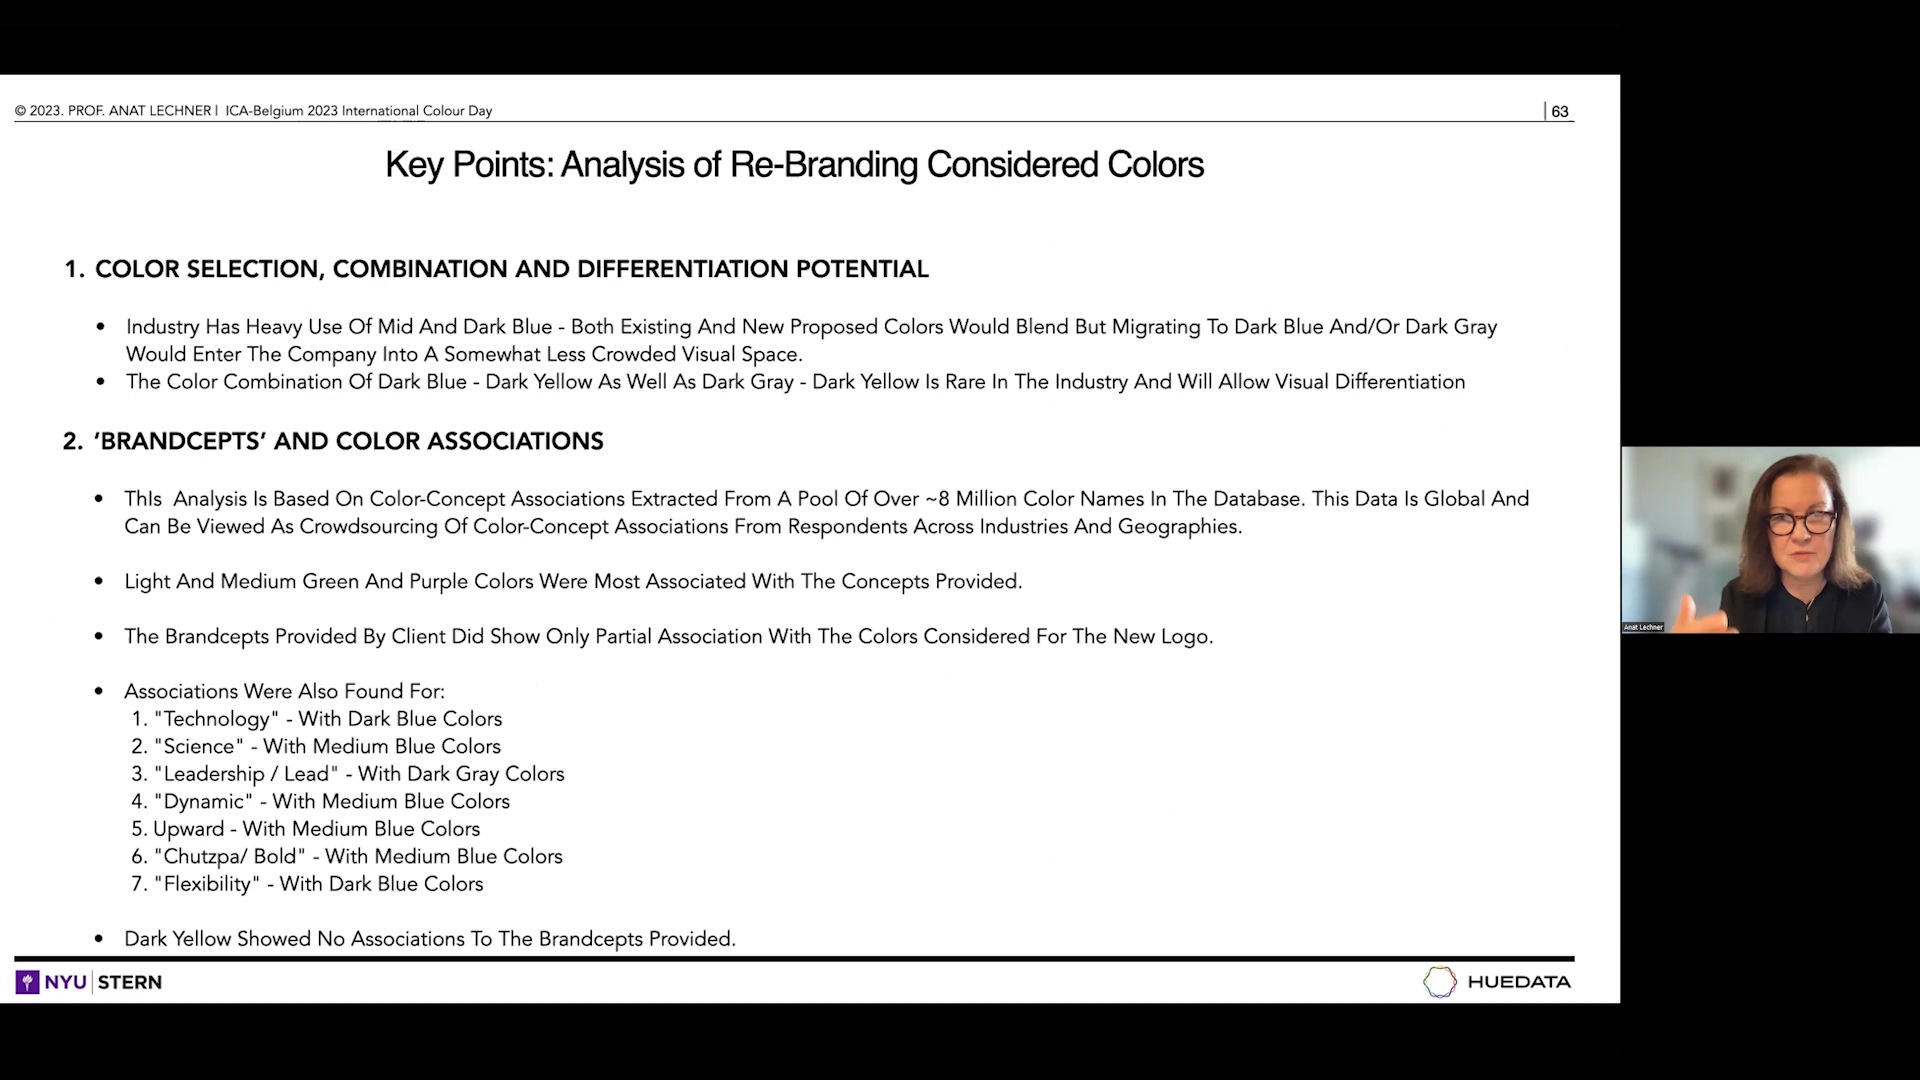 © 2023. PROF. ANAT LECHNER | ICA-Belgium 2023 International Colour Day
| 63
Key Points: Analysis of Re-Branding Considered Colors
1. COLOR SELECTION, COMBINATION AND DIFFERENTIATION POTENTIAL
• Industry Has Heavy Use Of Mid And Dark Blue - Both Existing And New Proposed Colors Would Blend But Migrating To Dark Blue And/Or Dark Gray
Would Enter The Company Into A Somewhat Less Crowded Visual Space.
• The Color Combination Of Dark Blue - Dark Yellow As Well As Dark Gray - Dark Yellow Is Rare In The Industry And Will Allow Visual Differentiation
2. ‘BRANDCEPTS’ AND COLOR ASSOCIATIONS
• ThIs Analysis Is Based On Color-Concept Associations Extracted From A Pool Of Over ~8 Million Color Names In The Database. This Data Is Global And
Can Be Viewed As Crowdsourcing Of Color-Concept Associations From Respondents Across Industries And Geographies.
• Light And Medium Green And Purple Colors Were Most Associated With The Concepts Provided.
• The Brandcepts Provided By Client Did Show Only Partial Association With The Colors Considered For The New Logo.
• Associations Were Also Found For:
1. "Technology" - With Dark Blue Colors
2. "Science" - With Medium Blue Colors
3. "Leadership / Lead" - With Dark Gray Colors
4. "Dynamic" - With Medium Blue Colors
5. Upward - With Medium Blue Colors
6. "Chutzpa/ Bold" - With Medium Blue Colors
7. "Flexibility" - With Dark Blue Colors
• Dark Yellow Showed No Associations To The Brandcepts Provided.
NYU | STERN
HUEDATA
Anat Lechner